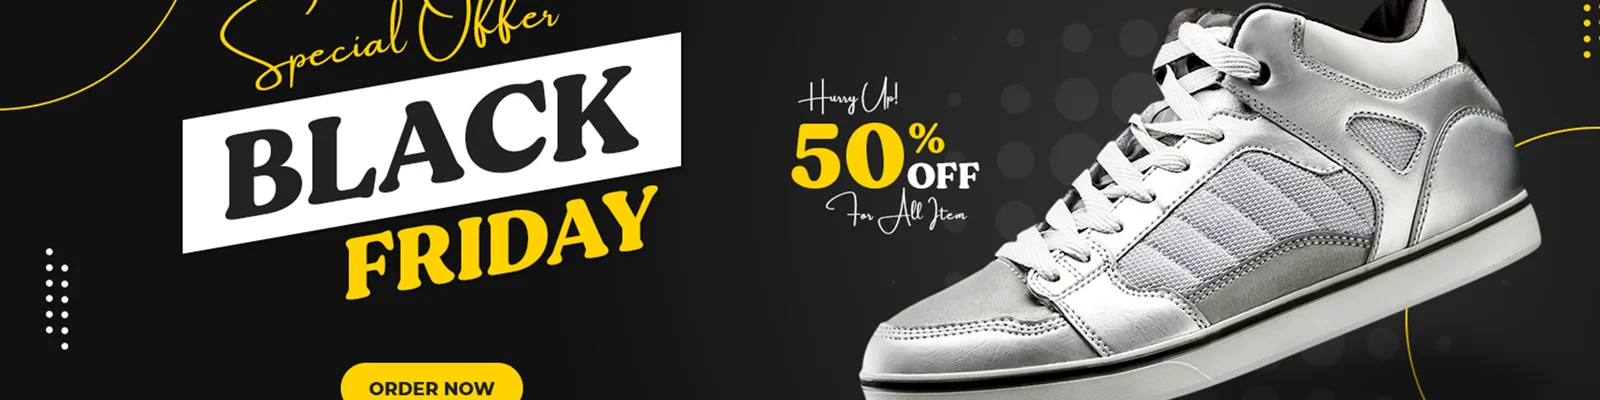 Special Offer
BLACK
FRIDAY
ORDER NOW
Hurry Up!
50% OFF
For All Item